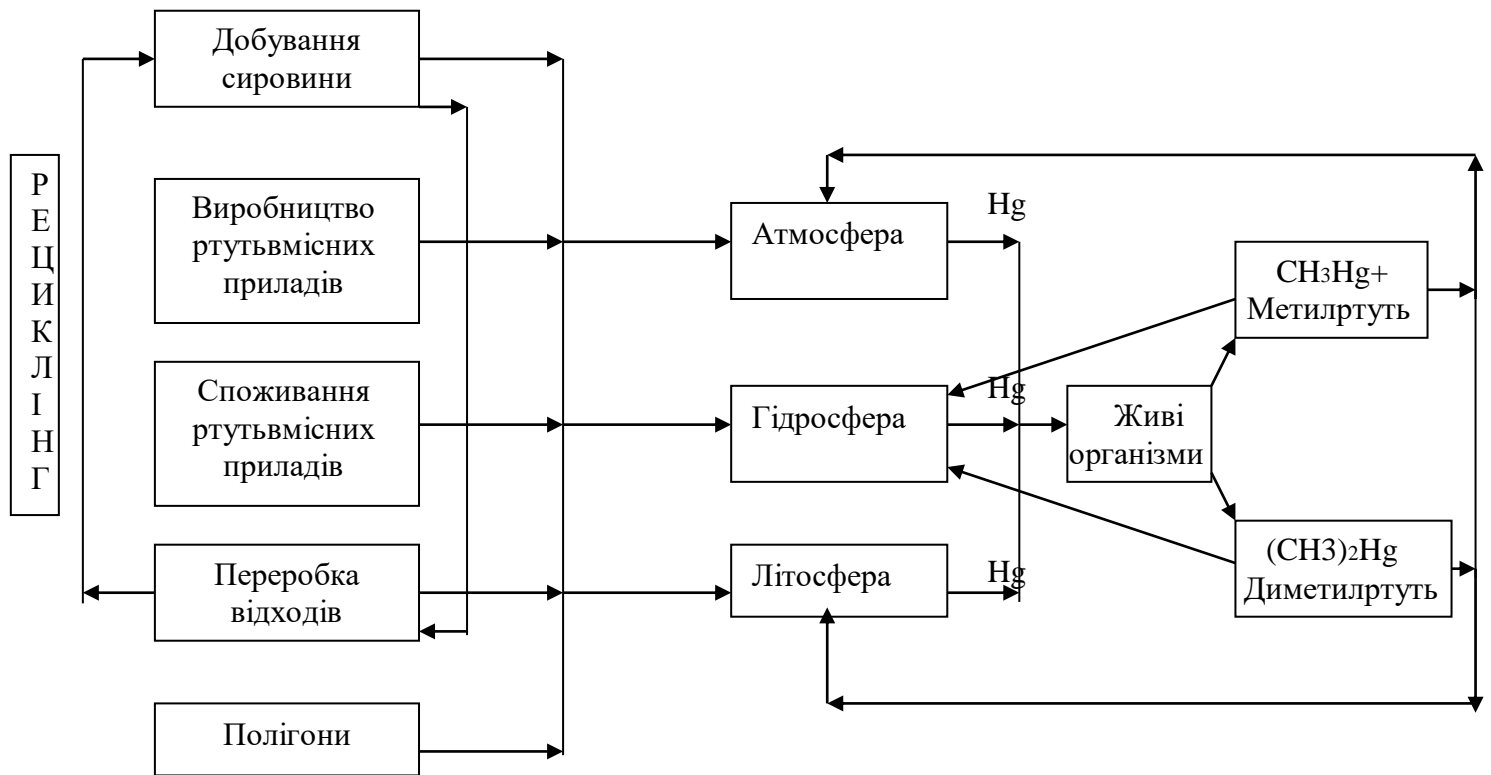 Р
Е
Ц
И
К
Л
І
Н
Г
Добування
сировини
Виробництво
ртутьвмісних
приладів
Споживання
ртутьвмісних
приладів
Переробка
відходів
Полігони
Атмосфера
Гідросфера
Літосфера
Hg
Hg
Hg
Живі
організми
CH3Hg+
Метилртуть
(CH3)2Hg
Диметилртуть